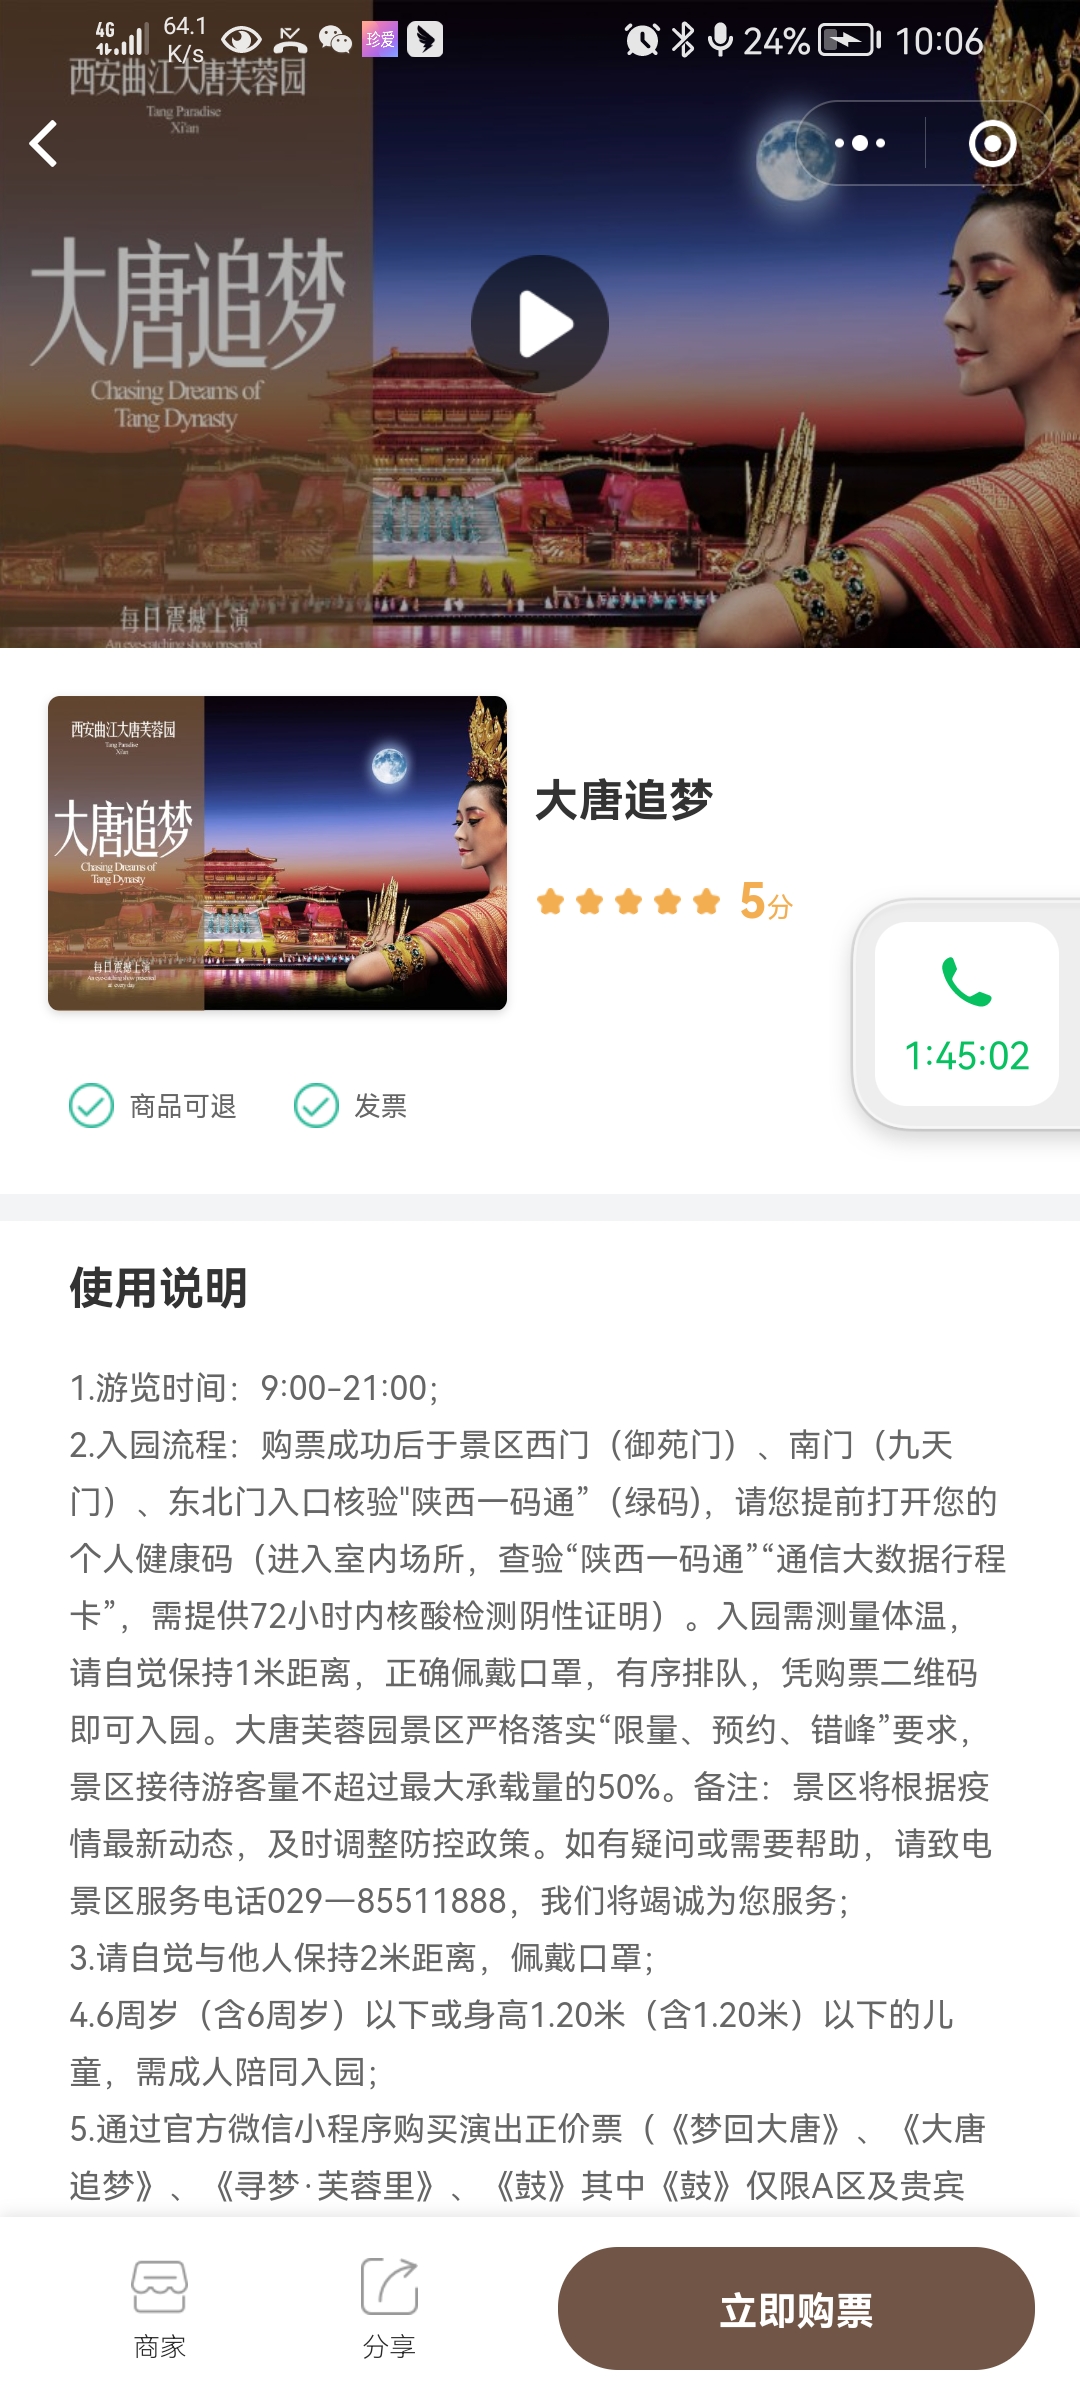 4G 64.1 K/s 珍爱 24% 10:06
西安曲江大唐芙蓉园
Tang Paradise
Xi'an
大唐追梦
Chasing Dreams of
Tang Dynasty
每日震撼上演
An eye-catching show presented
西安曲江大唐芙蓉园
Tang Paradise
Xi'an
大唐追梦
Chasing Dreams of
Tang Dynasty
每日震撼上演
An eye-catching show presented
at every day
大唐追梦
5分
1:45:02
商品可退 发票
使用说明
1.游览时间：9:00-21:00；
2.入园流程：购票成功后于景区西门（御苑门）、南门（九天
门）、东北门入口核验"陕西一码通”（绿码)，请您提前打开您的
个人健康码（进入室内场所，查验“陕西一码通”“通信大数据行程
卡”，需提供72小时内核酸检测阴性证明）。入园需测量体温，
请自觉保持1米距离，正确佩戴口罩，有序排队，凭购票二维码
即可入园。大唐芙蓉园景区严格落实“限量、预约、错峰”要求，
景区接待游客量不超过最大承载量的50%。备注：景区将根据疫
情最新动态，及时调整防控政策。如有疑问或需要帮助，请致电
景区服务电话029—85511888，我们将竭诚为您服务；
3.请自觉与他人保持2米距离，佩戴口罩；
4.6周岁（含6周岁）以下或身高1.20米（含1.20米）以下的儿
童，需成人陪同入园；
5.通过官方微信小程序购买演出正价票（《梦回大唐》、《大唐
追梦》、《寻梦·芙蓉里》、《鼓》其中《鼓》仅限A区及贵宾
商家 分享 立即购票